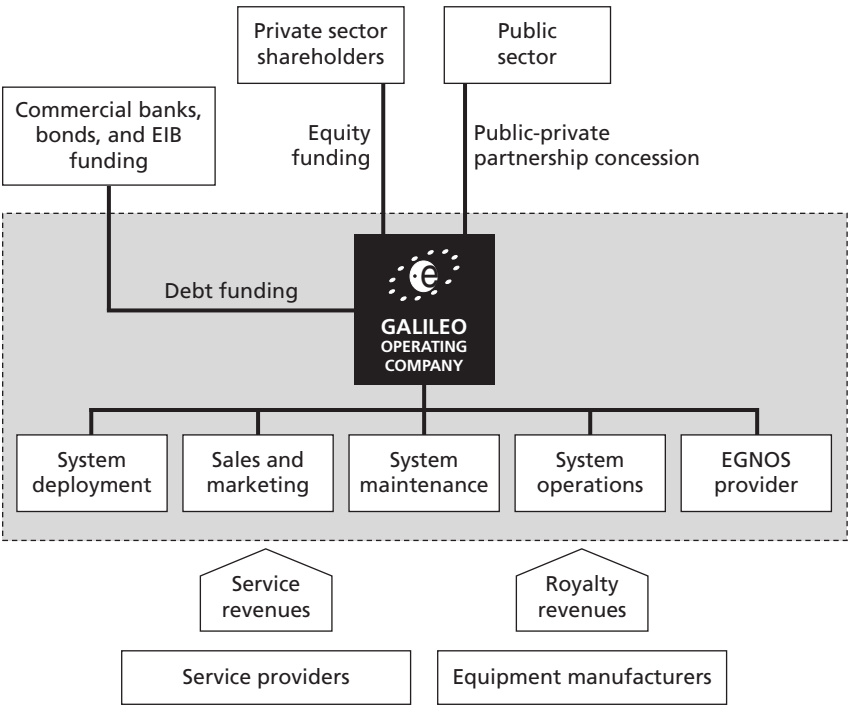 Private sector
shareholders
Public
sector
Commercial banks,
bonds, and EIB
funding
Equity
funding
Public-private
partnership concession
Debt funding
e
GALILEO
OPERATING
COMPANY
System
deployment
Sales and
marketing
System
maintenance
System
operations
EGNOS
provider
Service
revenues
Royalty
revenues
Service providers
Equipment manufacturers